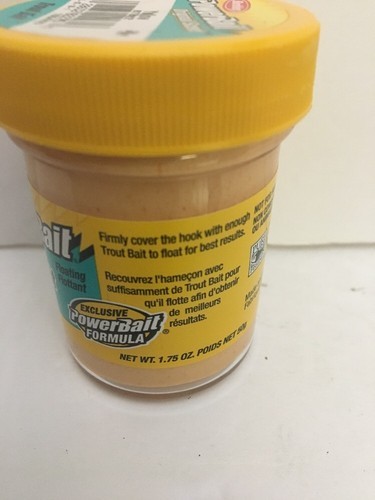 Bait
Floating
Flottant
Firmly cover the hook with enough
Trout Bait to float for best results.
Recouvrez l'hameçon avec
suffisamment de Trout Bait pour
qu'il flotte afin d'obtenir
de meilleurs
résultats.
EXCLUSIVE
PowerBait®
FORMULA
NET WT. 1.75 OZ. POIDS NET 50g